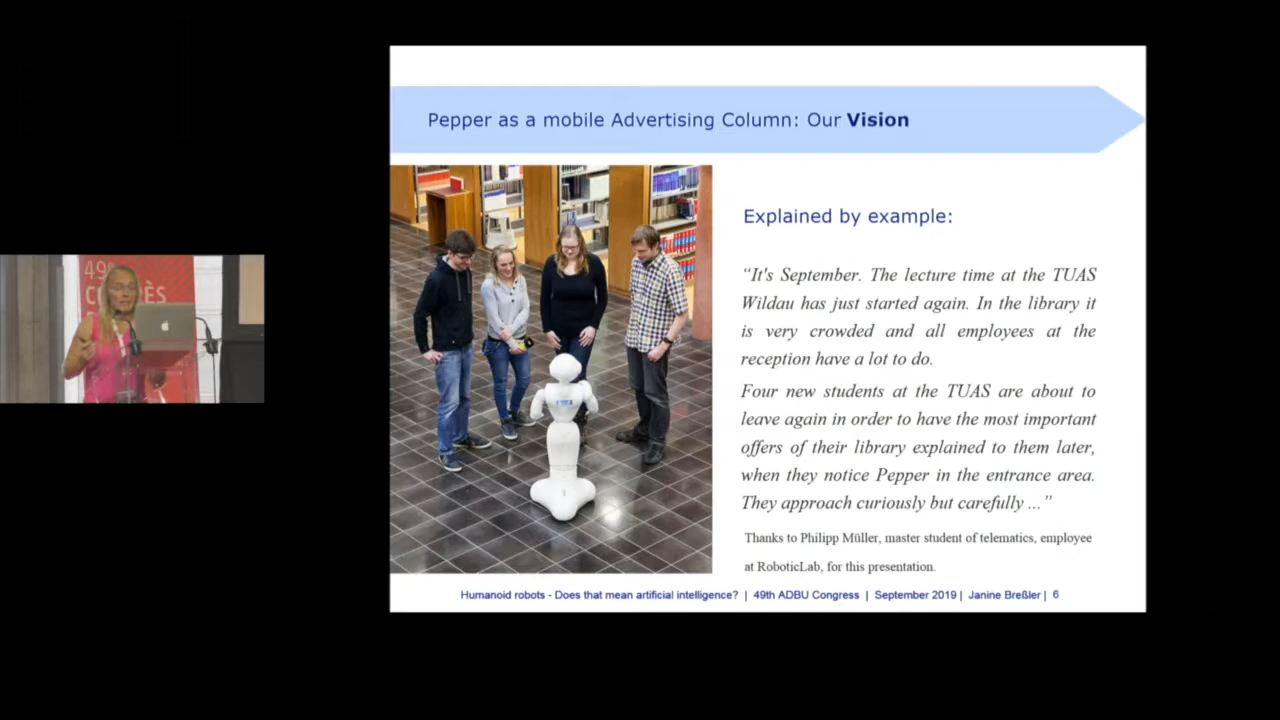 Pepper as a mobile Advertising Column: Our Vision
Explained by example:
“It's September. The lecture time at the TUAS
Wildau has just started again. In the library it
is very crowded and all employees at the
reception have a lot to do.
Four new students at the TUAS are about to
leave again in order to have the most important
offers of their library explained to them later,
when they notice Pepper in the entrance area.
They approach curiously but carefully ...”
Thanks to Philipp Müller, master student of telematics, employee
at RoboticLab, for this presentation.
Humanoid robots - Does that mean artificial intelligence? | 49th ADBU Congress | September 2019 | Janine Breßler | 6
49